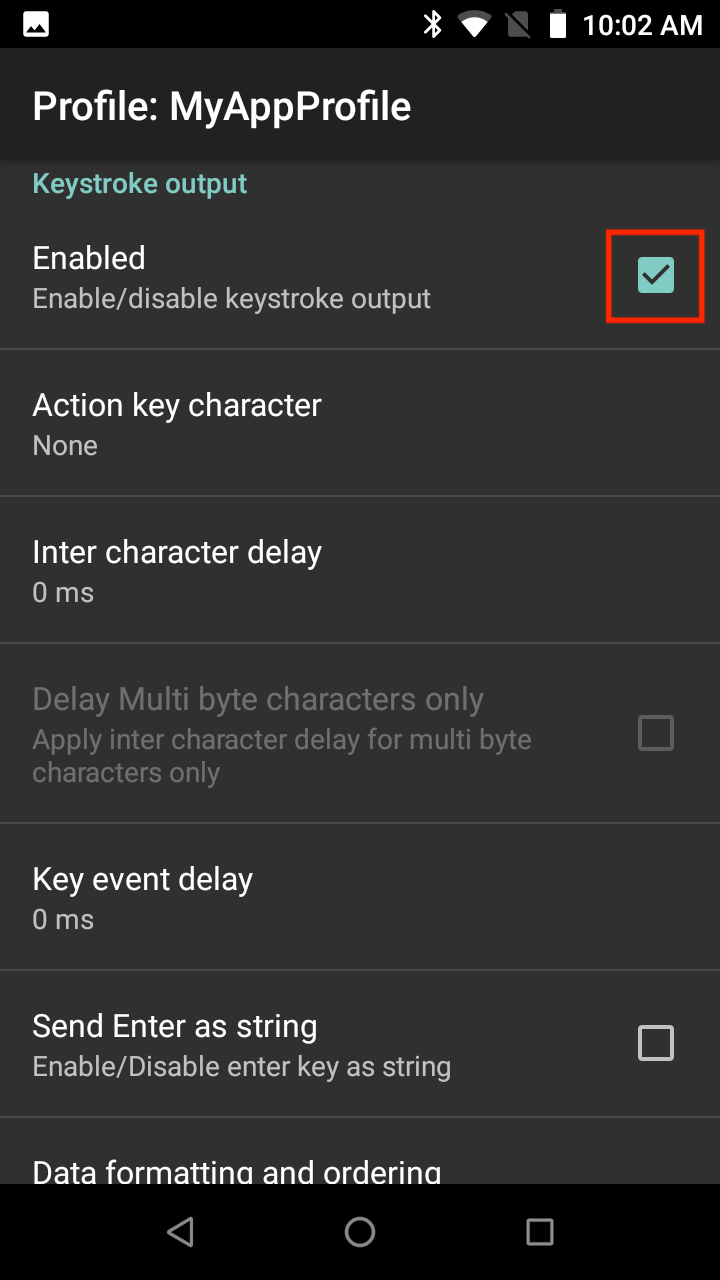 10:02 AM
Profile: MyAppProfile
Keystroke output
Enabled
Enable/disable keystroke output
Action key character
None
Inter character delay
0 ms
Delay Multi byte characters only
Apply inter character delay for multi byte
characters only
Key event delay
0 ms
Send Enter as string
Enable/Disable enter key as string
Data formatting and ordering